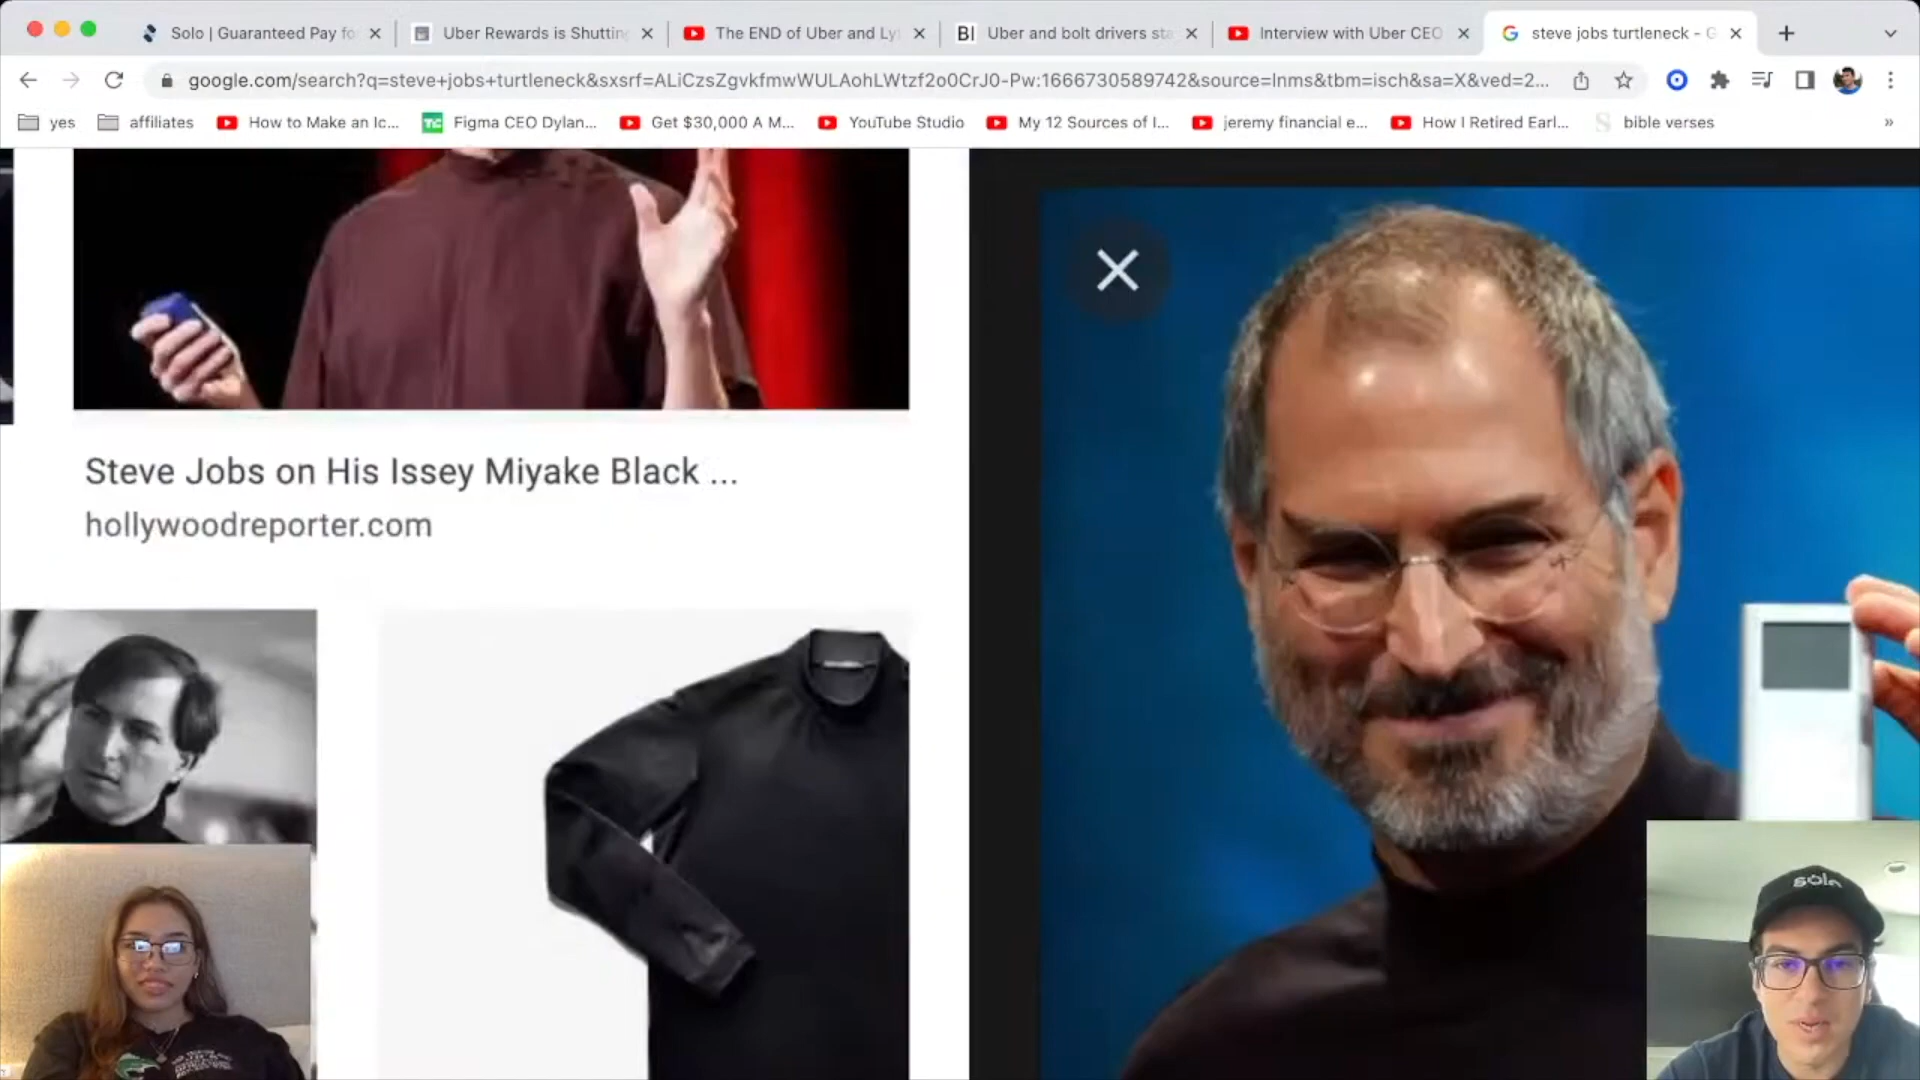 Solo | Guaranteed Pay fo
Uber Rewards is Shuttin
The END of Uber and Ly
BI Uber and bolt drivers sta
Interview with Uber CEO
steve jobs turtleneck - G
google.com/search?q=steve+jobs+turtleneck&sxsrf=ALiCzsZgvkfmwWULAohLWtzf2o0CrJ0-Pw:1666730589742&source=lnms&tbm=isch&sa=X&ved=2...
yes
affiliates
How to Make an Ic...
Figma CEO Dylan...
Get $30,000 A M...
YouTube Studio
My 12 Sources of I...
jeremy financial e...
How I Retired Earl...
bible verses
Steve Jobs on His Issey Miyake Black ...
hollywoodreporter.com
solo